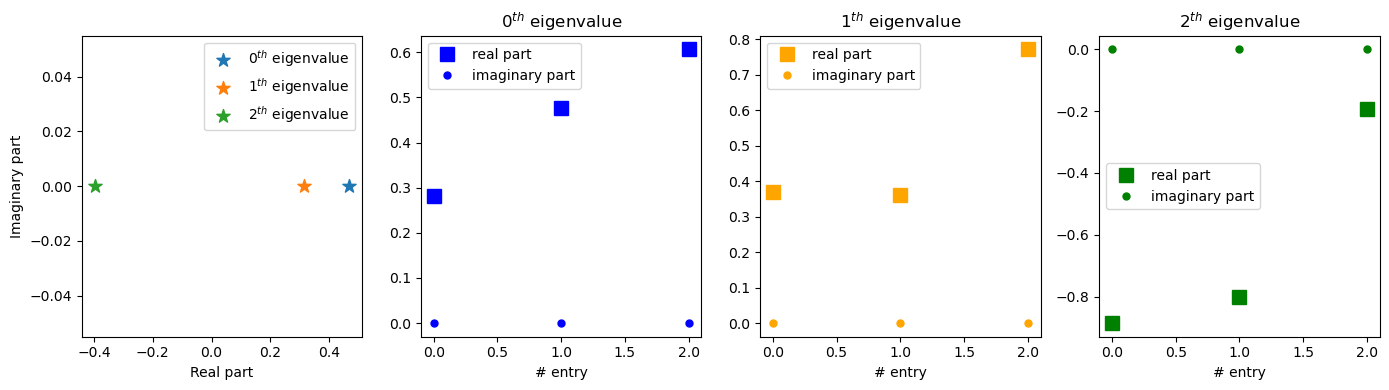 0.04
0.02
0.00
−0.02
−0.04
−0.4
−0.2
0.0
0.2
0.4
Imaginary part
Real part
0th eigenvalue
1th eigenvalue
2th eigenvalue
0th eigenvalue
0.6
0.5
0.4
0.3
0.2
0.1
0.0
0.0
0.5
1.0
1.5
2.0
# entry
real part
imaginary part
1th eigenvalue
0.8
0.7
0.6
0.5
0.4
0.3
0.2
0.1
0.0
0.0
0.5
1.0
1.5
2.0
# entry
real part
imaginary part
2th eigenvalue
0.0
−0.2
−0.4
−0.6
−0.8
0.0
0.5
1.0
1.5
2.0
# entry
real part
imaginary part